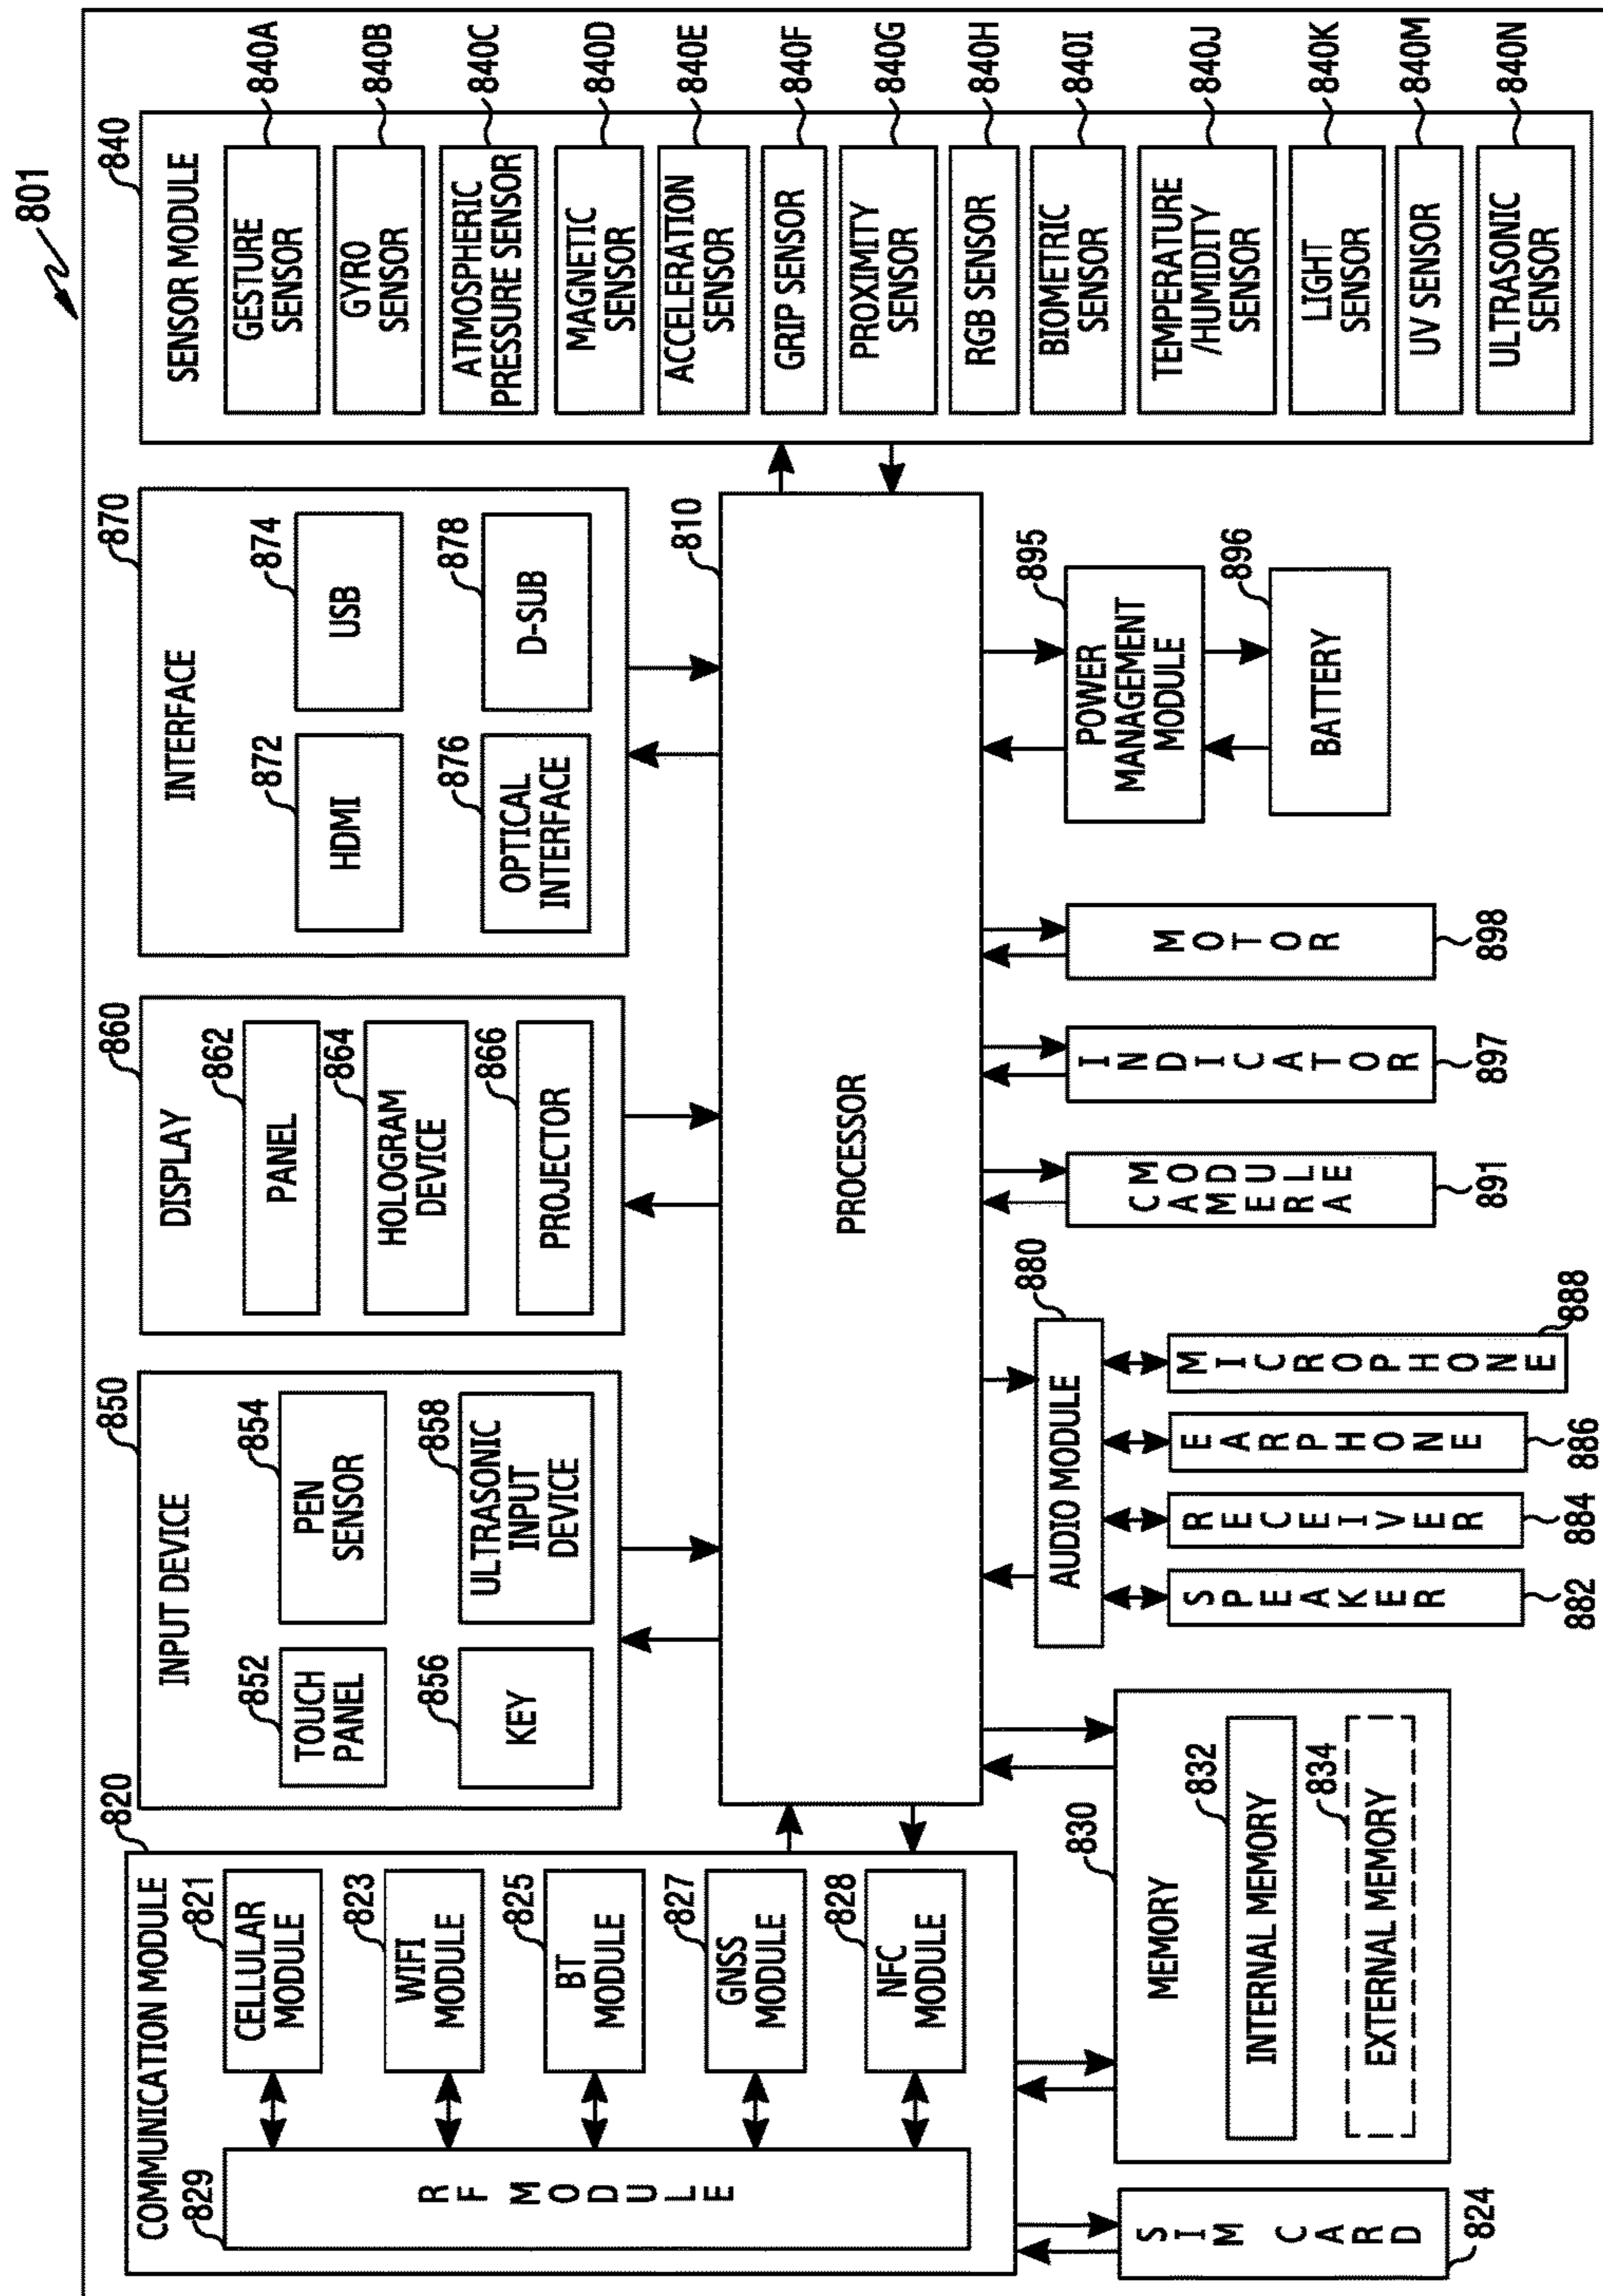 801
COMMUNICATION MODULE
820
829
RF MODULE
821
CELLULAR
MODULE
823
WIFI
MODULE
825
BT
MODULE
827
GNSS
MODULE
828
NFC
MODULE
850
INPUT DEVICE
852
TOUCH
PANEL
854
PEN
SENSOR
856
KEY
858
ULTRASONIC
INPUT
DEVICE
860
DISPLAY
862
PANEL
864
HOLOGRAM
DEVICE
866
PROJECTOR
870
INTERFACE
872
HDMI
874
USB
876
OPTICAL
INTERFACE
878
D-SUB
840
SENSOR MODULE
GESTURE
SENSOR
840A
GYRO
SENSOR
840B
ATMOSPHERIC
PRESSURE SENSOR
840C
MAGNETIC
SENSOR
840D
ACCELERATION
SENSOR
840E
GRIP SENSOR
840F
PROXIMITY
SENSOR
840G
RGB SENSOR
840H
BIOMETRIC
SENSOR
840I
TEMPERATURE
/HUMIDITY
SENSOR
840J
LIGHT
SENSOR
840K
UV SENSOR
840M
ULTRASONIC
SENSOR
840N
810
PROCESSOR
SIM CARD
824
830
MEMORY
832
INTERNAL MEMORY
834
EXTERNAL MEMORY
880
AUDIO MODULE
SPEAKER
882
RECEIVER
884
EARPHONE
886
MICROPHONE
888
CAMERA
MODULE
891
INDICATOR
897
MOTOR
898
895
POWER
MANAGEMENT
MODULE
896
BATTERY